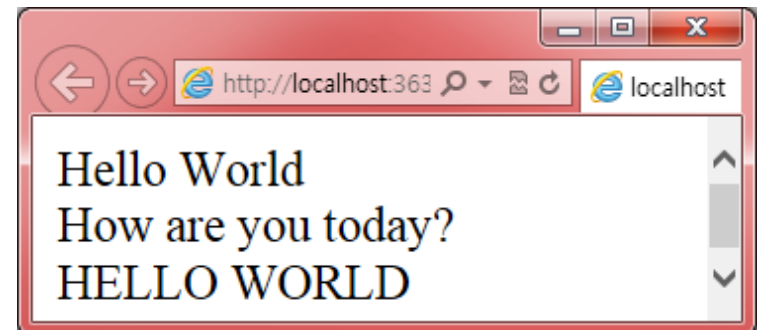 http://localhost:363
localhost
Hello World
How are you today?
HELLO WORLD